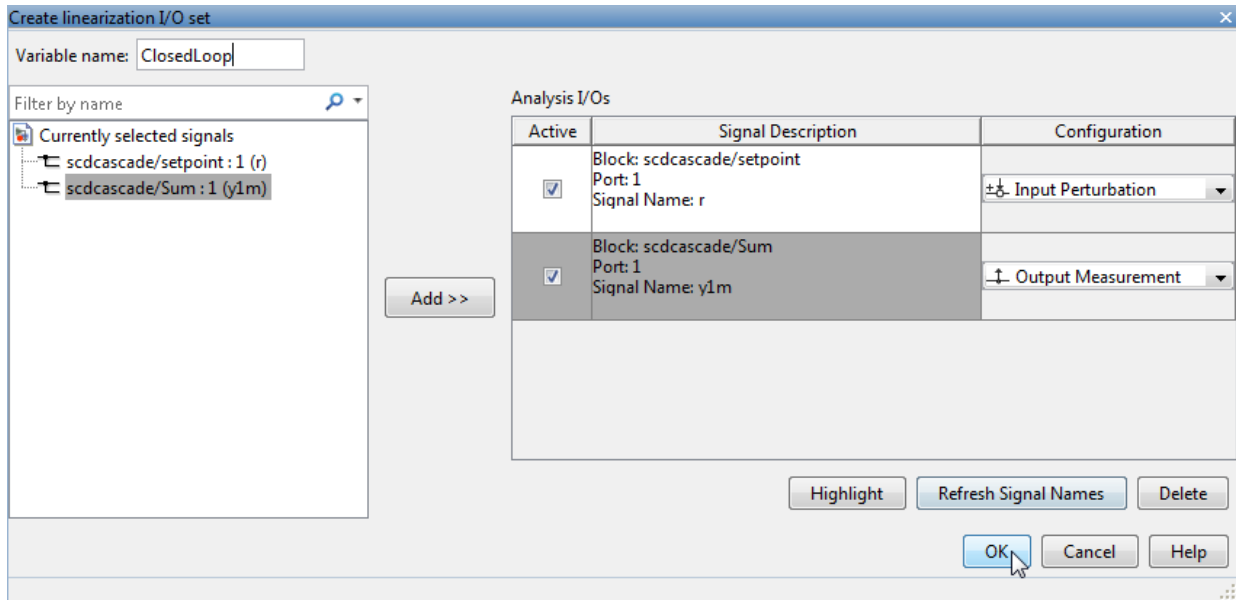 Create linearization I/O set
Variable name: ClosedLoop
Filter by name
Currently selected signals
scdcascade/setpoint : 1 (r)
scdcascade/Sum : 1 (y1m)
Add >>
Analysis I/Os
Active Signal Description Configuration
Block: scdcascade/setpoint
Port: 1
Signal Name: r
Input Perturbation
Block: scdcascade/Sum
Port: 1
Signal Name: y1m
Output Measurement
Highlight Refresh Signal Names Delete
OK Cancel Help